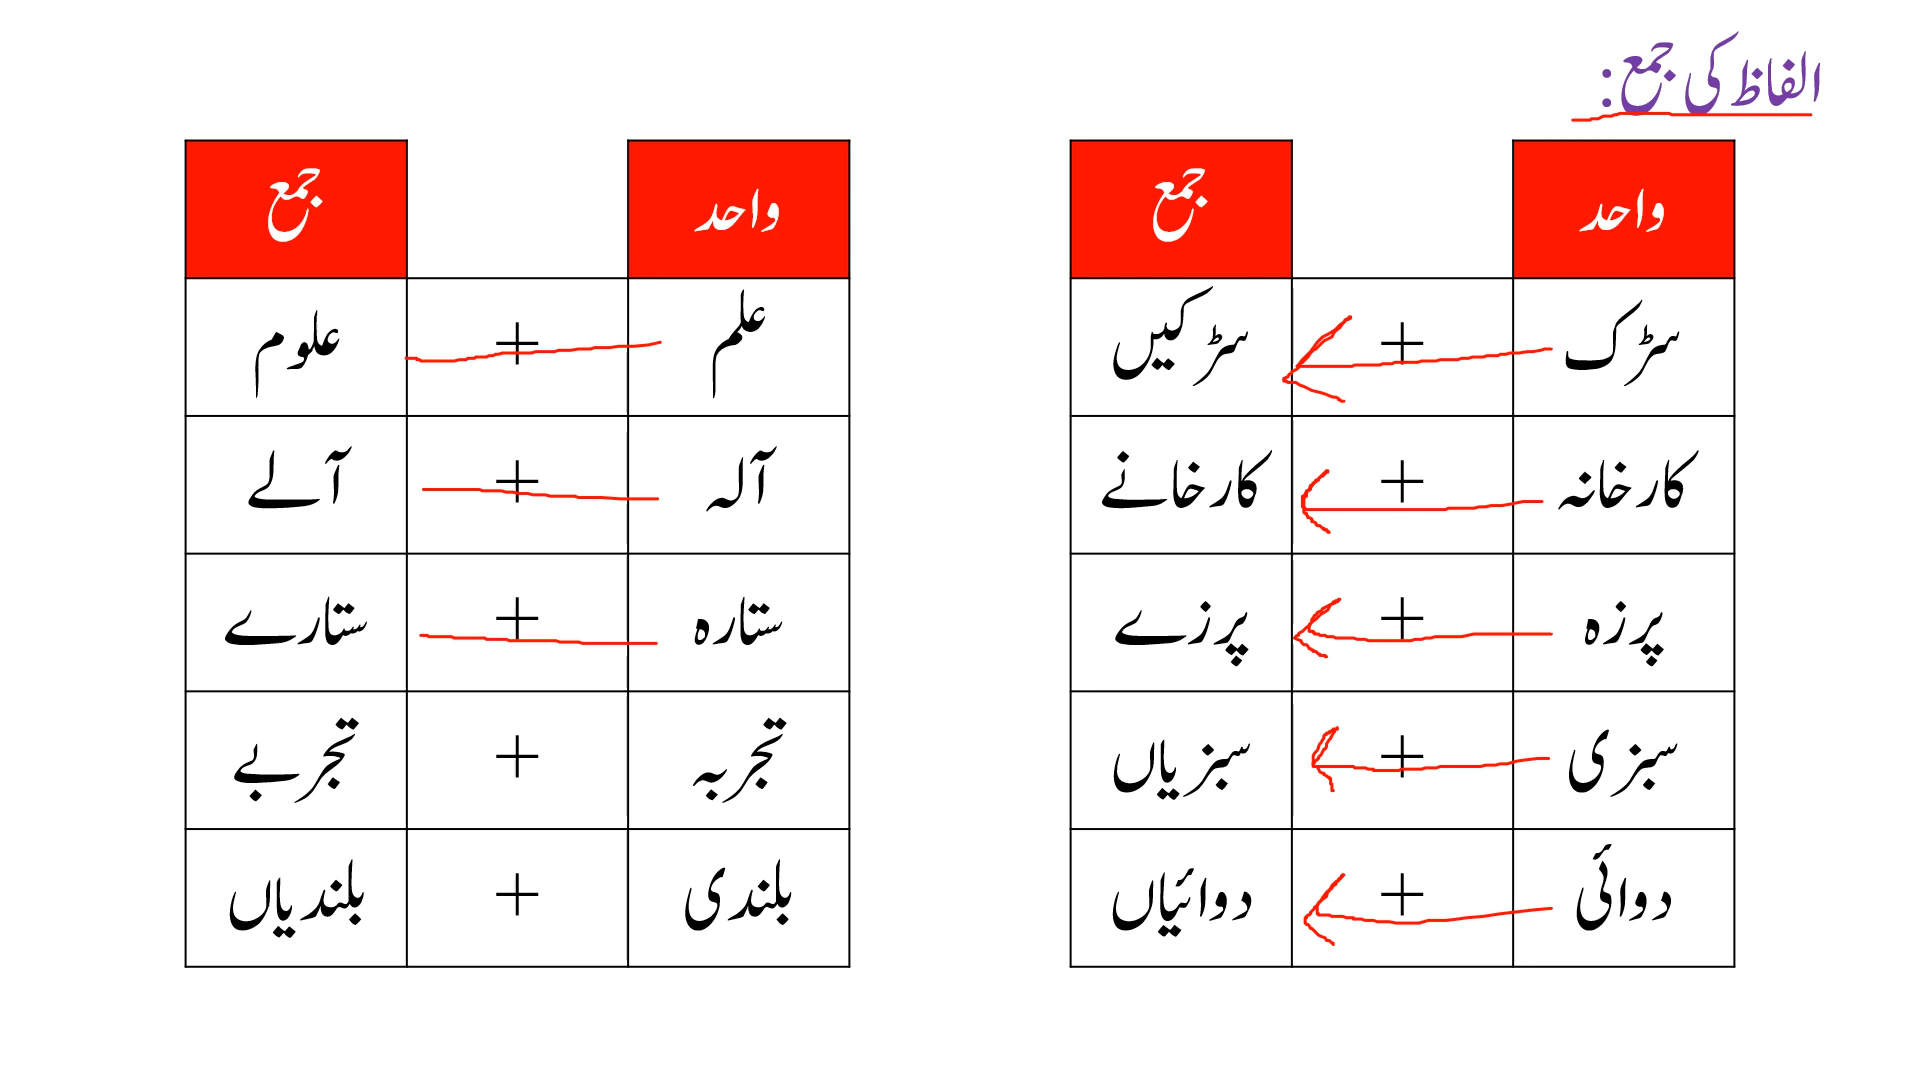 الفاظ کی جمع:
واحد جمع
سڑک + سڑکیں
کارخانہ + کارخانے
پرزہ + پرزے
سبزی + سبزیاں
دوائی + دوائیاں
واحد جمع
علم + علوم
آلہ + آلے
ستارہ + ستارے
تجربہ + تجربے
بلندی + بلندیاں